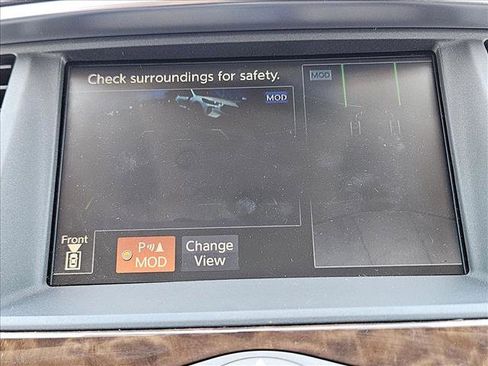 Check surroundings for safety.
MOD
MOD
Front
P
MOD
Change
View